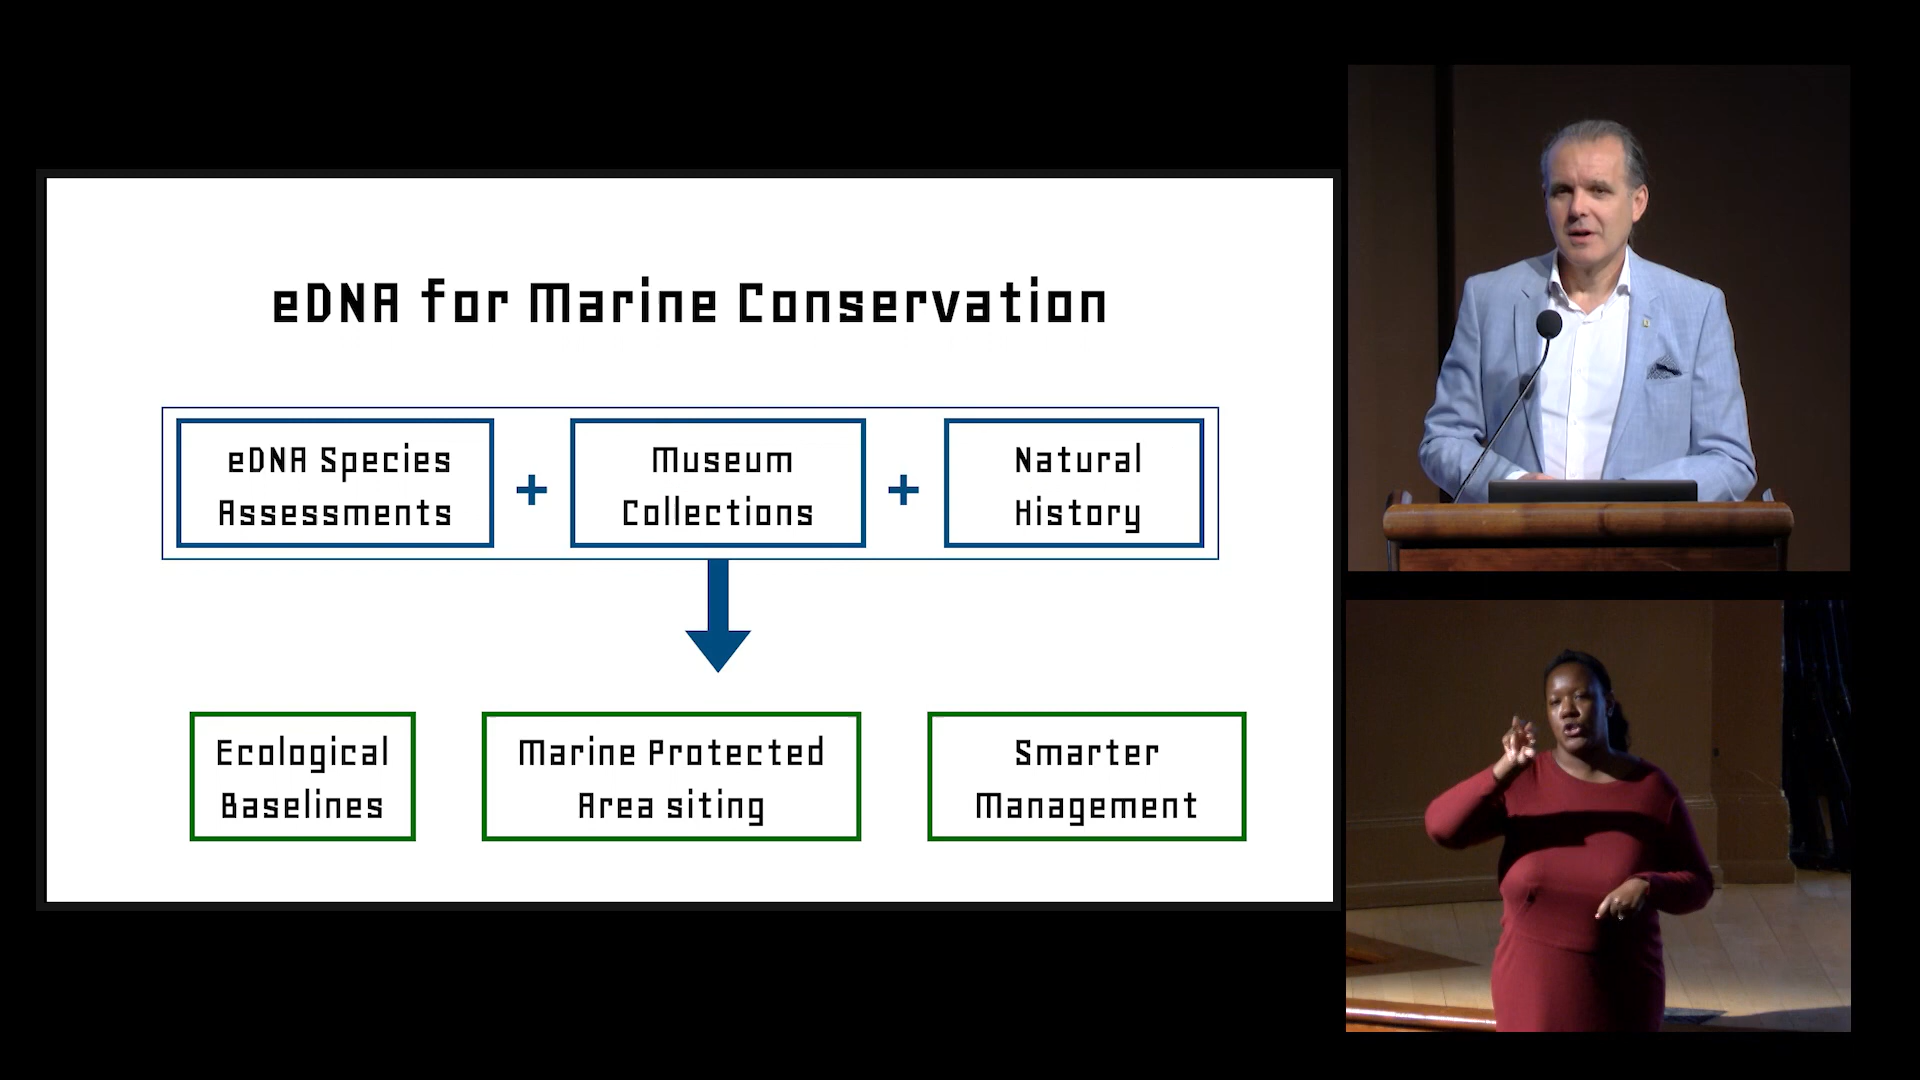 eDNA for Marine Conservation
eDNA Species
Assessments
+
Museum
Collections
+
Natural
History
Ecological
Baselines
Marine Protected
Area siting
Smarter
Management